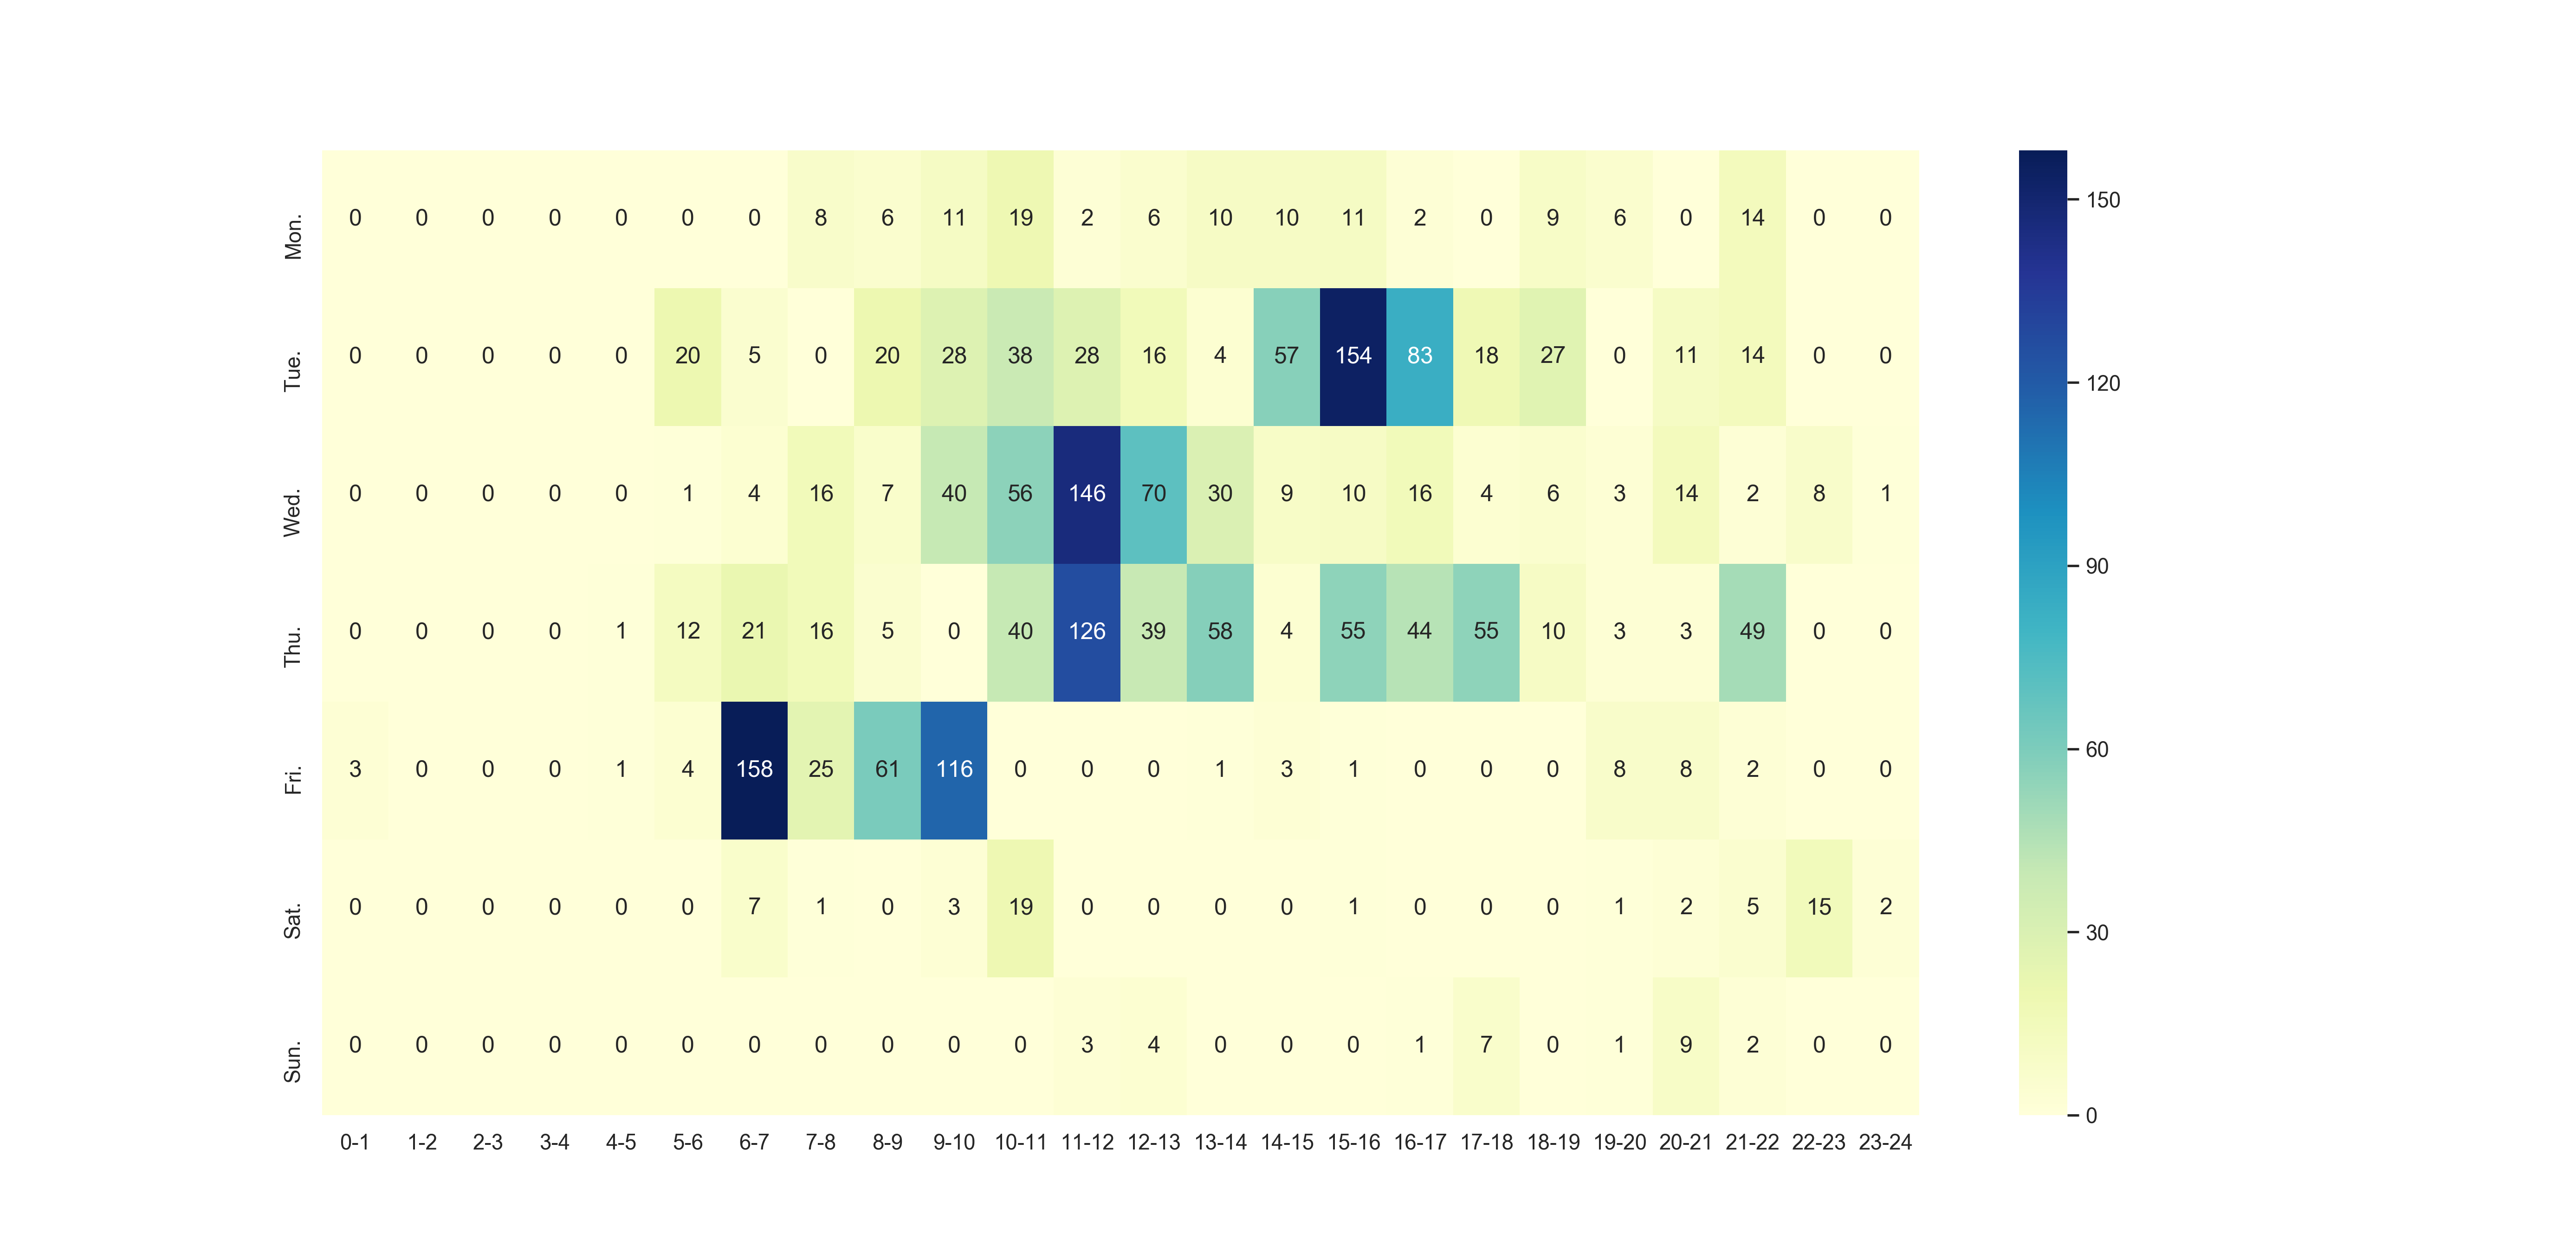 Mon. 0 0 0 0 0 0 0 8 6 11 19 2 6 10 10 11 2 0 9 6 0 14 0 0
Tue. 0 0 0 0 0 20 5 0 20 28 38 28 16 4 57 154 83 18 27 0 11 14 0 0
Wed. 0 0 0 0 0 1 4 16 7 40 56 146 70 30 9 10 16 4 6 3 14 2 8 1
Thu. 0 0 0 0 1 12 21 16 5 0 40 126 39 58 4 55 44 55 10 3 3 49 0 0
Fri. 3 0 0 0 1 4 158 25 61 116 0 0 0 1 3 1 0 0 0 8 8 2 0 0
Sat. 0 0 0 0 0 0 7 1 0 3 19 0 0 0 0 1 0 0 0 1 2 5 15 2
Sun. 0 0 0 0 0 0 0 0 0 0 0 3 4 0 0 0 1 7 0 1 9 2 0 0
0-1 1-2 2-3 3-4 4-5 5-6 6-7 7-8 8-9 9-10 10-11 11-12 12-13 13-14 14-15 15-16 16-17 17-18 18-19 19-20 20-21 21-22 22-23 23-24
150
120
90
60
30
0